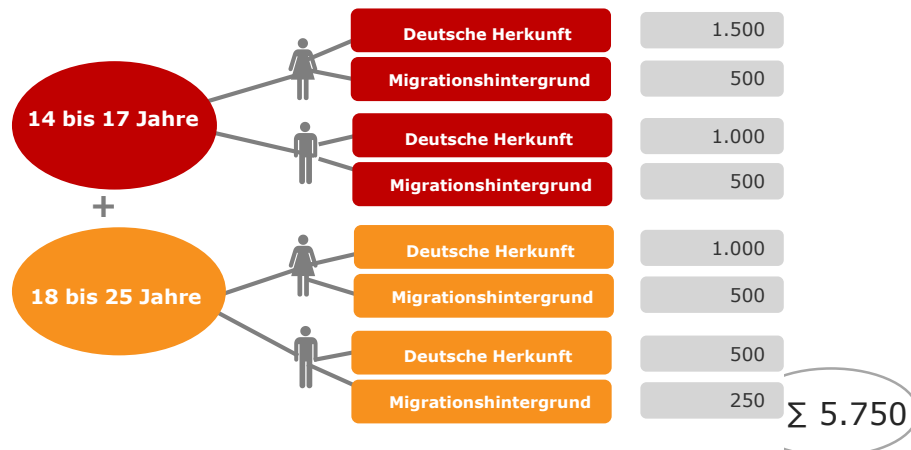 Deutsche Herkunft 1.500
Migrationshintergrund 500
14 bis 17 Jahre
Deutsche Herkunft 1.000
Migrationshintergrund 500
+
Deutsche Herkunft 1.000
18 bis 25 Jahre
Migrationshintergrund 500
Deutsche Herkunft 500
Migrationshintergrund 250
∑ 5.750